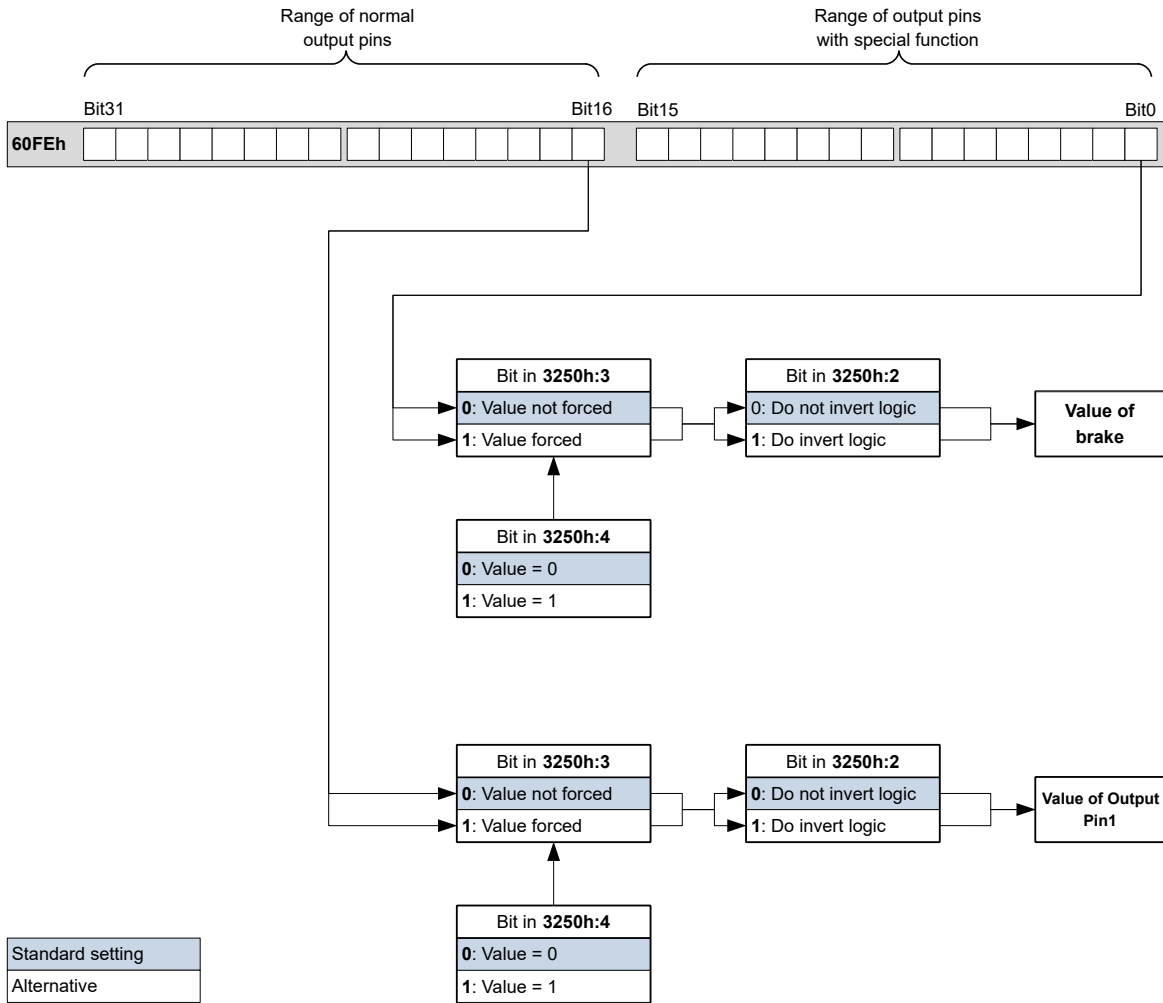 Range of normal
output pins
Range of output pins
with special function
Bit31
Bit16
Bit15
Bit0
60FEh
Bit in 3250h:3
0: Value not forced
1: Value forced
Bit in 3250h:2
0: Do not invert logic
1: Do invert logic
Value of
brake
Bit in 3250h:4
0: Value = 0
1: Value = 1
Bit in 3250h:3
0: Value not forced
1: Value forced
Bit in 3250h:2
0: Do not invert logic
1: Do invert logic
Value of Output
Pin1
Bit in 3250h:4
0: Value = 0
1: Value = 1
Standard setting
Alternative